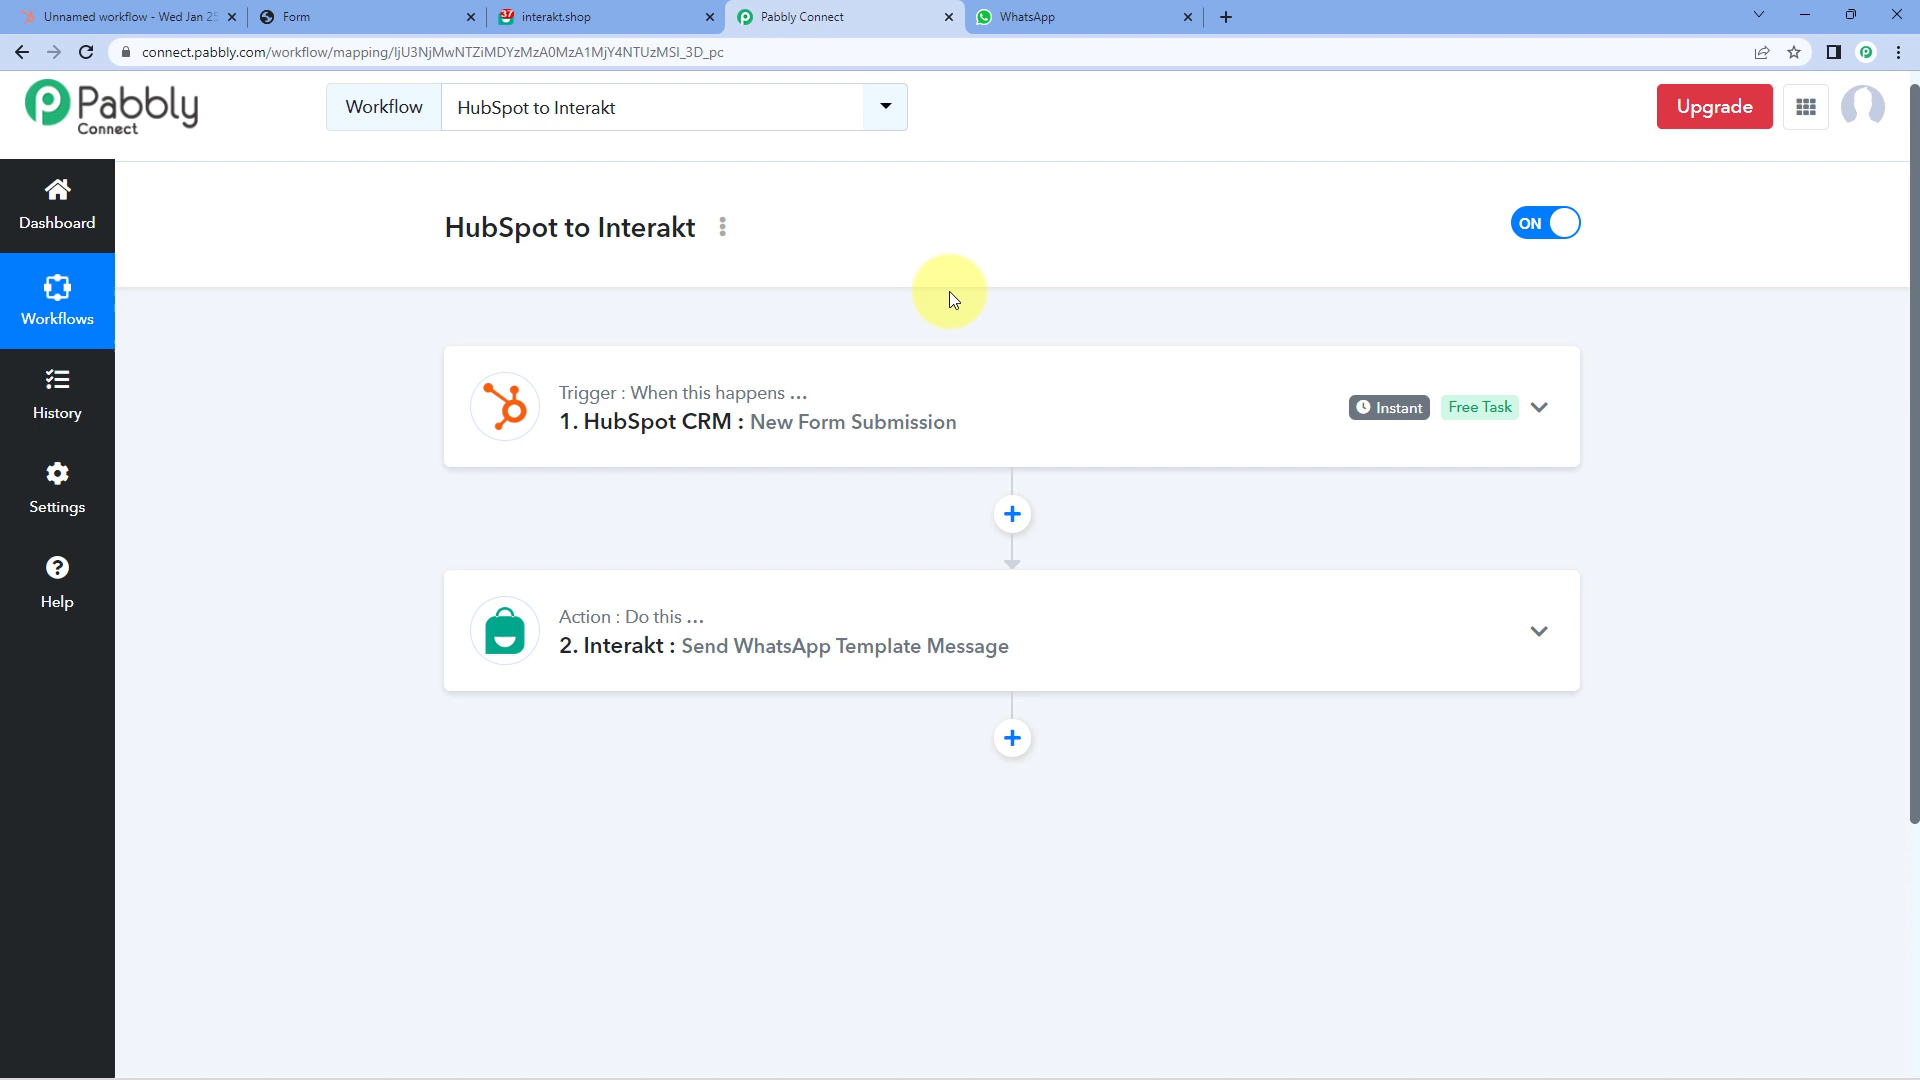 Unnamed workflow - Wed Jan 25
Form
interakt.shop
Pabbly Connect
WhatsApp
connect.pabbly.com/workflow/mapping/IjU3NjMwNTZiMDYzMzA0MzA1MjY4NTUzMSI_3D_pc
Pabbly
Connect
Workflow
HubSpot to Interakt
Upgrade
Dashboard
Workflows
History
Settings
Help
HubSpot to Interakt
ON
Trigger : When this happens ...
1. HubSpot CRM : New Form Submission
Instant
Free Task
Action : Do this ...
2. Interakt : Send WhatsApp Template Message